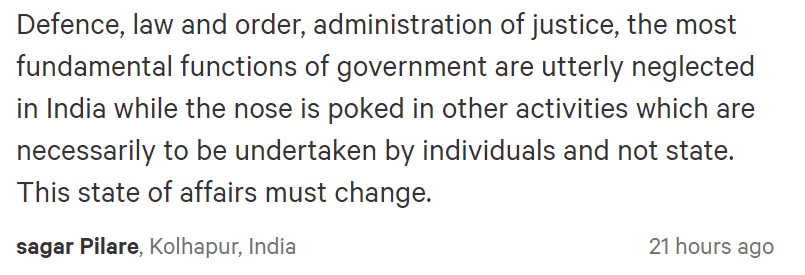 Defence, law and order, administration of justice, the most
fundamental functions of government are utterly neglected
in India while the nose is poked in other activities which are
necessarily to be undertaken by individuals and not state.
This state of affairs must change.
sagar Pilare, Kolhapur, India 21 hours ago